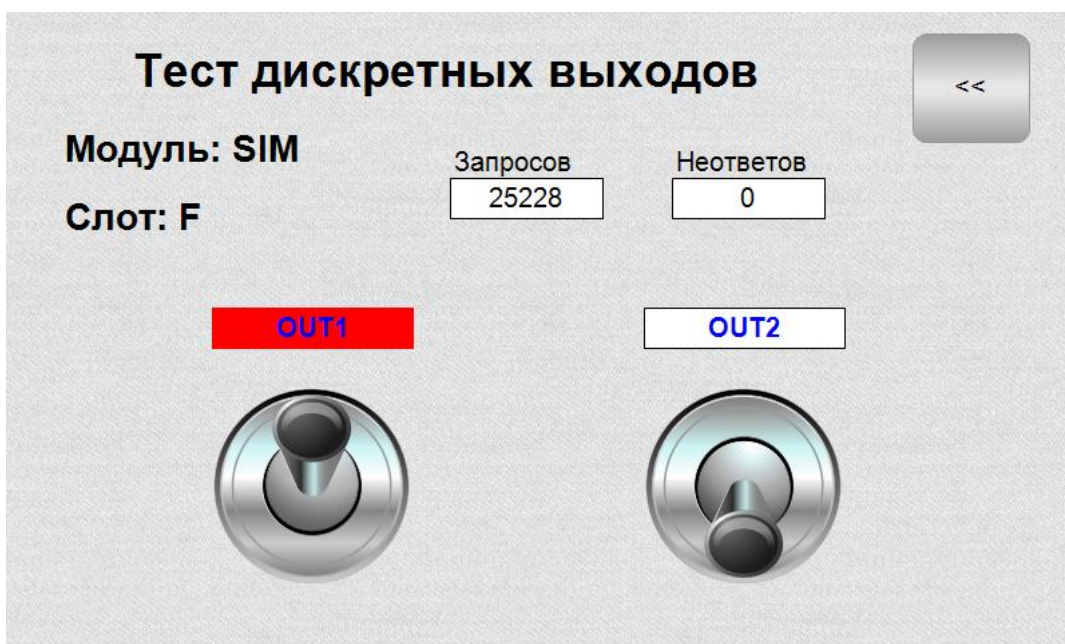 Тест дискретных выходов
<<
Модуль: SIM
Запросов
Неответов
25228
0
Слот: F
OUT1
OUT2